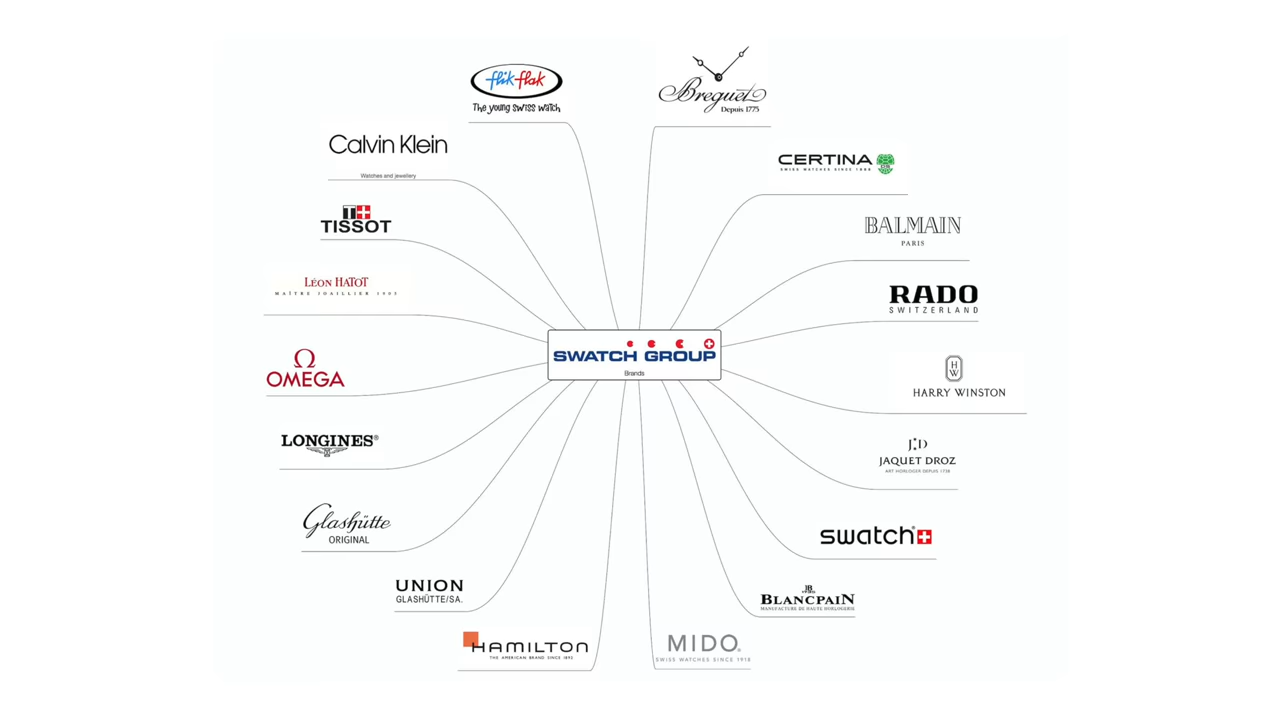 flik flak
The young swiss watch
Breguet
Depuis 1775
Calvin Klein
Watches and jewellery
CERTINA
SWISS WATCHES SINCE 1888
TISSOT
BALMAIN
PARIS
LÉON HATOT
MAÎTRE JOAILLIER 1905
RADO
SWITZERLAND
SWATCH GROUP
Brands
Ω
OMEGA
HW
HARRY WINSTON
LONGINES®
JD
JAQUET DROZ
ART HORLOGER DEPUIS 1738
Glashütte
ORIGINAL
swatch®
UNION
GLASHÜTTE/SA.
JB
BLANCPAIN
MANUFACTURE DE HAUTE HORLOGERIE
HAMILTON
THE AMERICAN BRAND SINCE 1892
MIDO®
SWISS WATCHES SINCE 1918